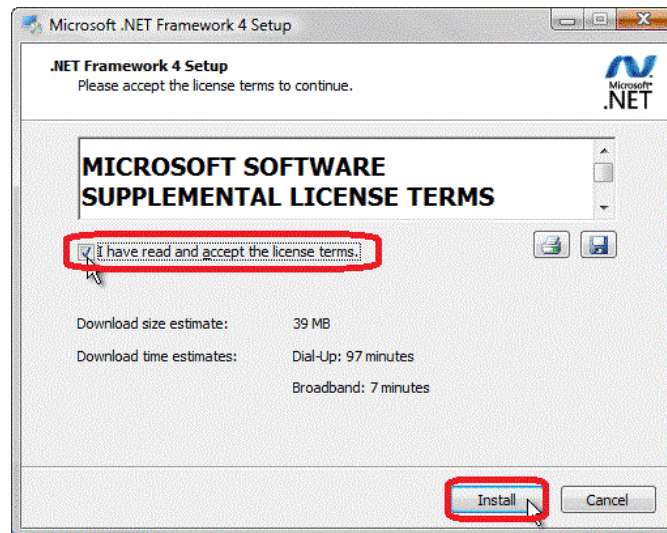 Microsoft .NET Framework 4 Setup
.NET Framework 4 Setup
Please accept the license terms to continue.
Microsoft
.NET
MICROSOFT SOFTWARE
SUPPLEMENTAL LICENSE TERMS
I have read and accept the license terms.
Download size estimate: 39 MB
Download time estimates: Dial-Up: 97 minutes
Broadband: 7 minutes
Install Cancel